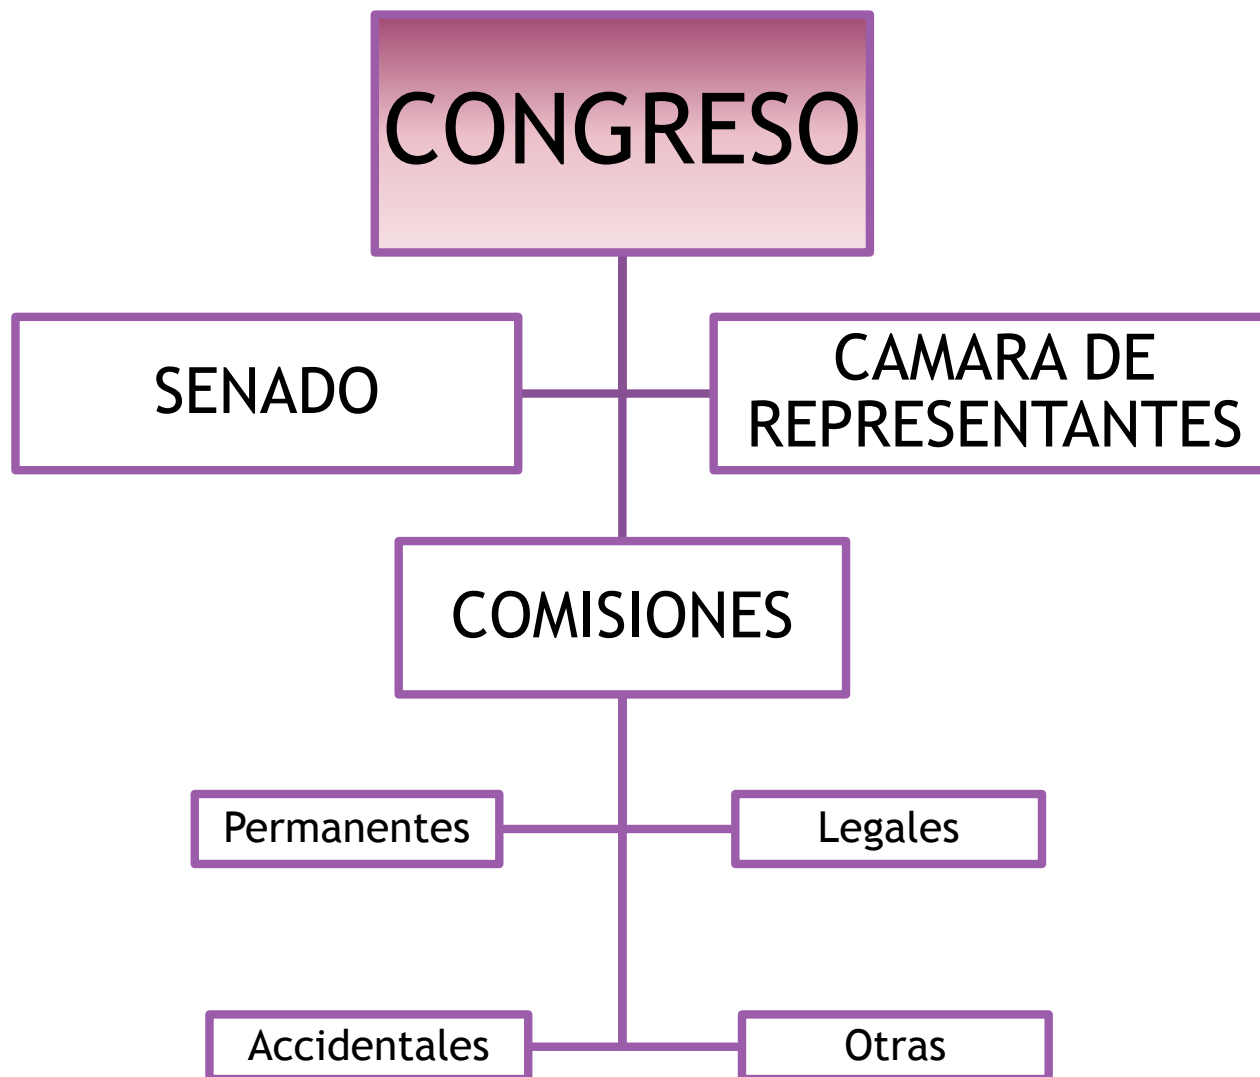 CONGRESO
SENADO
CAMARA DE
REPRESENTANTES
COMISIONES
Permanentes
Legales
Accidentales
Otras